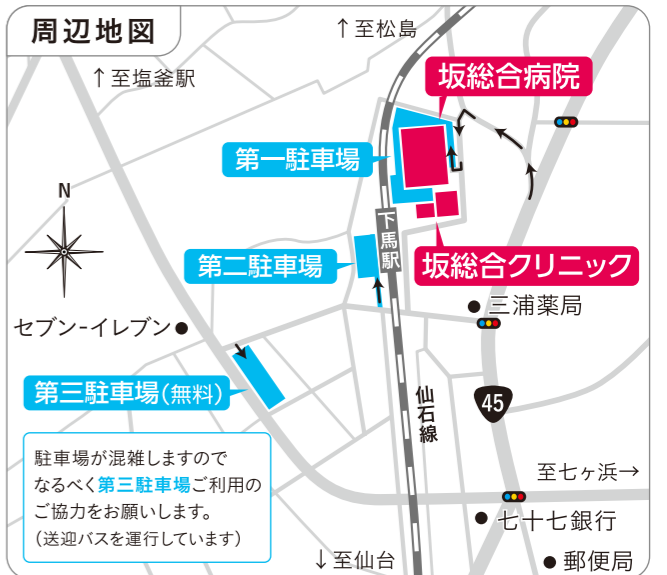 周辺地図
↑至松島
↑至塩釜駅
坂総合病院
第一駐車場
N
下馬駅
第二駐車場
坂総合クリニック
三浦薬局
セブン-イレブン
第三駐車場(無料)
仙石線
45
駐車場が混雑しますので
なるべく第三駐車場ご利用の
ご協力をお願いします。
(送迎バスを運行しています)
至七ヶ浜→
七十七銀行
↓至仙台
郵便局